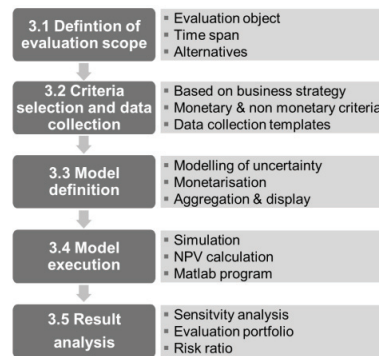 3.1 Defintion of
evaluation scope
▪ Evaluation object
▪ Time span
▪ Alternatives
3.2 Criteria
selection and data
collection
▪ Based on business strategy
▪ Monetary & non monetary criteria
▪ Data collection templates
3.3 Model
definition
▪ Modelling of uncertainty
▪ Monetarisation
▪ Aggregation & display
3.4 Model
execution
▪ Simulation
▪ NPV calculation
▪ Matlab program
3.5 Result
analysis
▪ Sensitvity analysis
▪ Evaluation portfolio
▪ Risk ratio